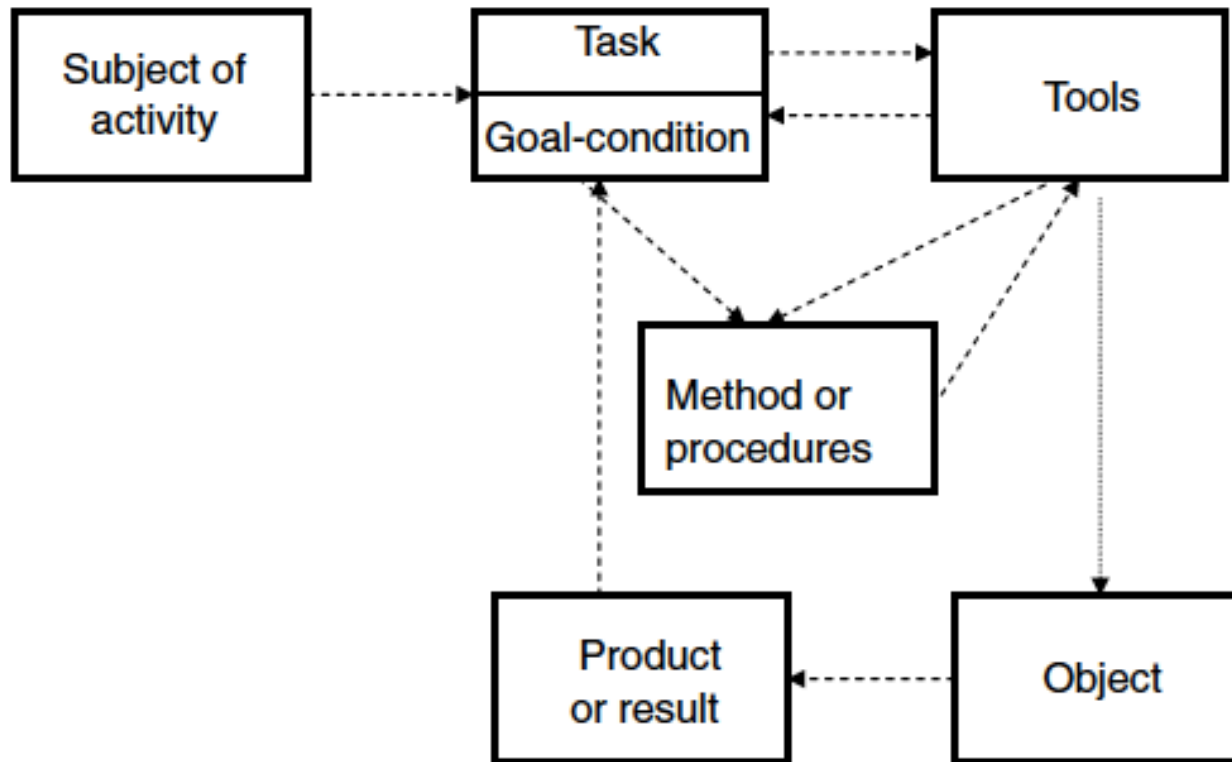 Subject of
activity
Task
Goal-condition
Tools
Method or
procedures
Product
or result
Object